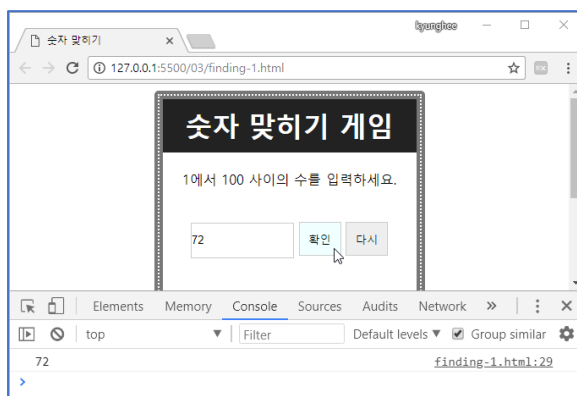 kyunghee
숫자 맞히기
127.0.0.1:5500/03/finding-1.html
숫자 맞히기 게임
1에서 100 사이의 수를 입력하세요.
72 확인 다시
Elements Memory Console Sources Audits Network
top Filter Default levels Group similar
72 finding-1.html:29